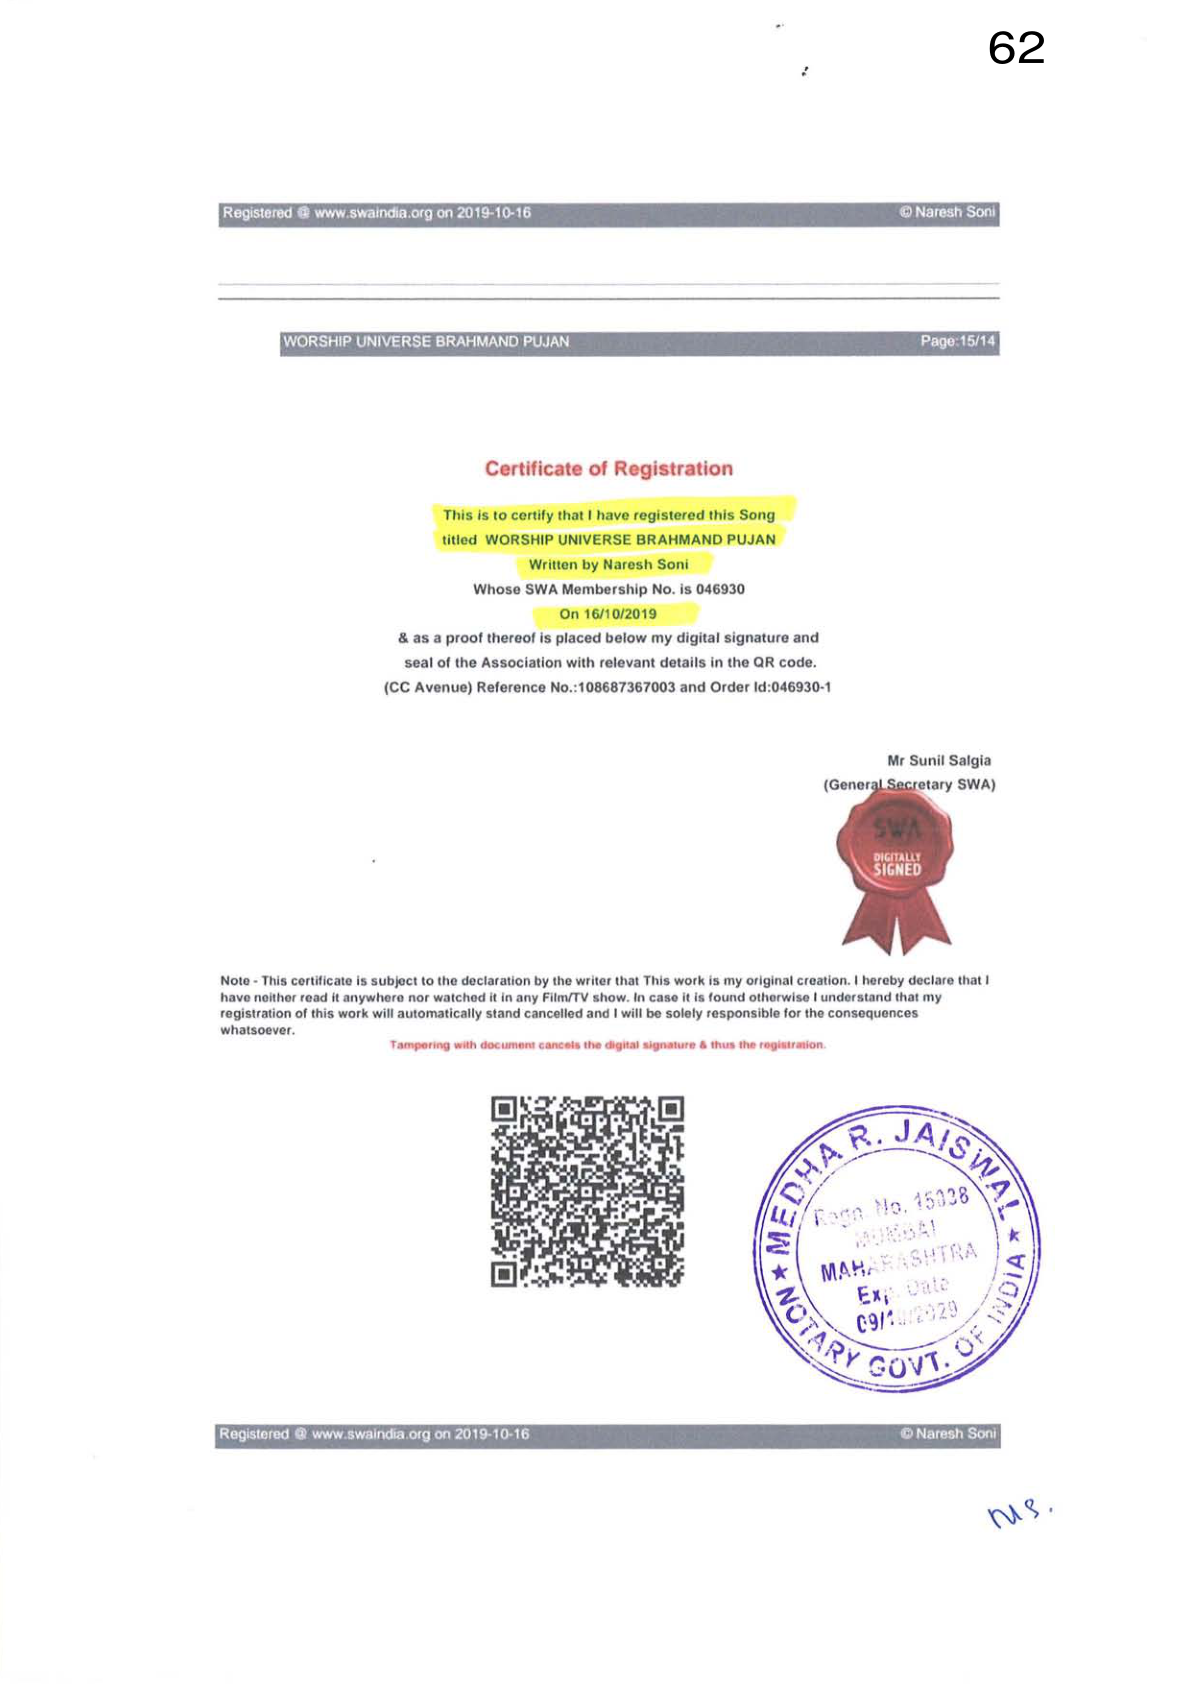 62
Registered @ www.swaindia.org on 2019-10-16 © Naresh Soni
WORSHIP UNIVERSE BRAHMAND PUJAN Page:15/14
Certificate of Registration
This is to certify that I have registered this Song
titled WORSHIP UNIVERSE BRAHMAND PUJAN
Written by Naresh Soni
Whose SWA Membership No. is 046930
On 16/10/2019
& as a proof thereof is placed below my digital signature and
seal of the Association with relevant details in the QR code.
(CC Avenue) Reference No.:108687367003 and Order Id:046930-1
Mr Sunil Salgia
(General Secretary SWA)
SWA
DIGITALLY
SIGNED
Note - This certificate is subject to the declaration by the writer that This work is my original creation. I hereby declare that I
have neither read it anywhere nor watched it in any Film/TV show. In case it is found otherwise I understand that my
registration of this work will automatically stand cancelled and I will be solely responsible for the consequences
whatsoever.
Tampering with document cancels the digital signature & thus the registration.
MEDHA R. JAISWAL
Regn. No. 15038
MUMBAI
MAHARASHTRA
Exp. Date
NOTARY GOVT. OF INDIA
Registered @ www.swaindia.org on 2019-10-16 © Naresh Soni